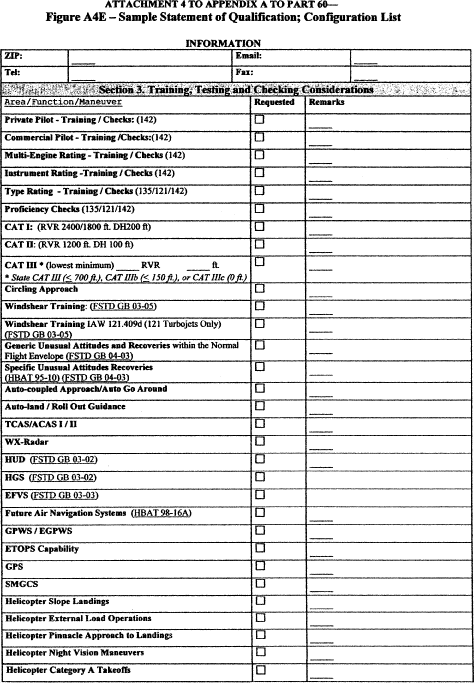 ATTACHMENT 4 TO APPENDIX A TO PART 60—
Figure A4E – Sample Statement of Qualification; Configuration List
INFORMATION
ZIP: Email:
Tel: Fax:
Section 3. Training, Testing and Checking Considerations
Area/Function/Maneuver Requested Remarks
Private Pilot - Training / Checks: (142)
Commercial Pilot - Training /Checks:(142)
Multi-Engine Rating - Training / Checks (142)
Instrument Rating -Training / Checks (142)
Type Rating - Training / Checks (135/121/142)
Proficiency Checks (135/121/142)
CAT I: (RVR 2400/1800 ft. DH200 ft)
CAT II: (RVR 1200 ft. DH 100 ft)
CAT III * (lowest minimum) ____ RVR ____ ft.
* State CAT III (≤ 700 ft.), CAT IIIb (≤ 150 ft.), or CAT IIIc (0 ft.)
Circling Approach
Windshear Training: (FSTD GB 03-05)
Windshear Training IAW 121.409d (121 Turbojets Only)
(FSTD GB 03-05)
Generic Unusual Attitudes and Recoveries within the Normal
Flight Envelope (FSTD GB 04-03)
Specific Unusual Attitudes Recoveries
(HBAT 95-10) (FSTD GB 04-03)
Auto-coupled Approach/Auto Go Around
Auto-land / Roll Out Guidance
TCAS/ACAS I / II
WX-Radar
HUD (FSTD GB 03-02)
HGS (FSTD GB 03-02)
EFVS (FSTD GB 03-03)
Future Air Navigation Systems (HBAT 98-16A)
GPWS / EGPWS
ETOPS Capability
GPS
SMGCS
Helicopter Slope Landings
Helicopter External Load Operations
Helicopter Pinnacle Approach to Landings
Helicopter Night Vision Maneuvers
Helicopter Category A Takeoffs